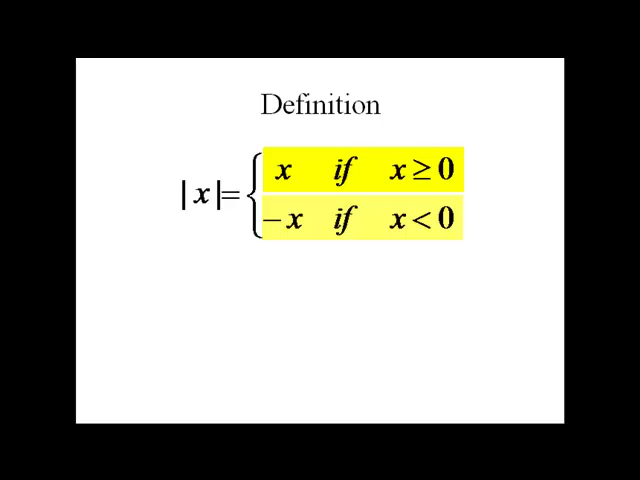 Definition
|x|= { x if x ≥ 0
−x if x < 0